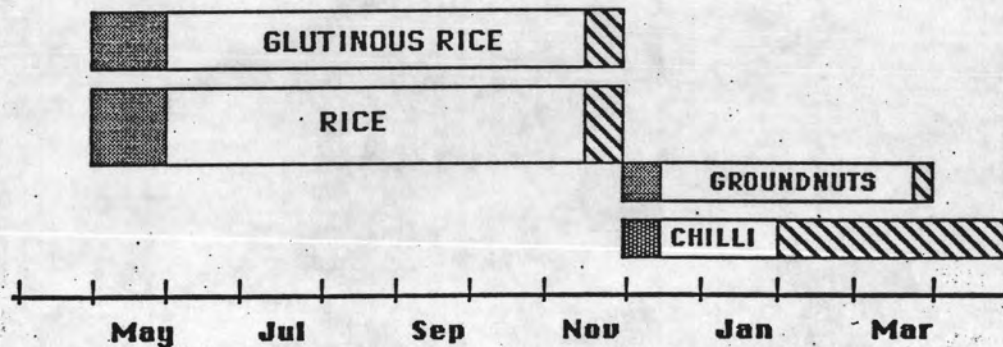 GLUTINOUS RICE
RICE
GROUNDNUTS
CHILLI
May Jul Sep Nov Jan Mar